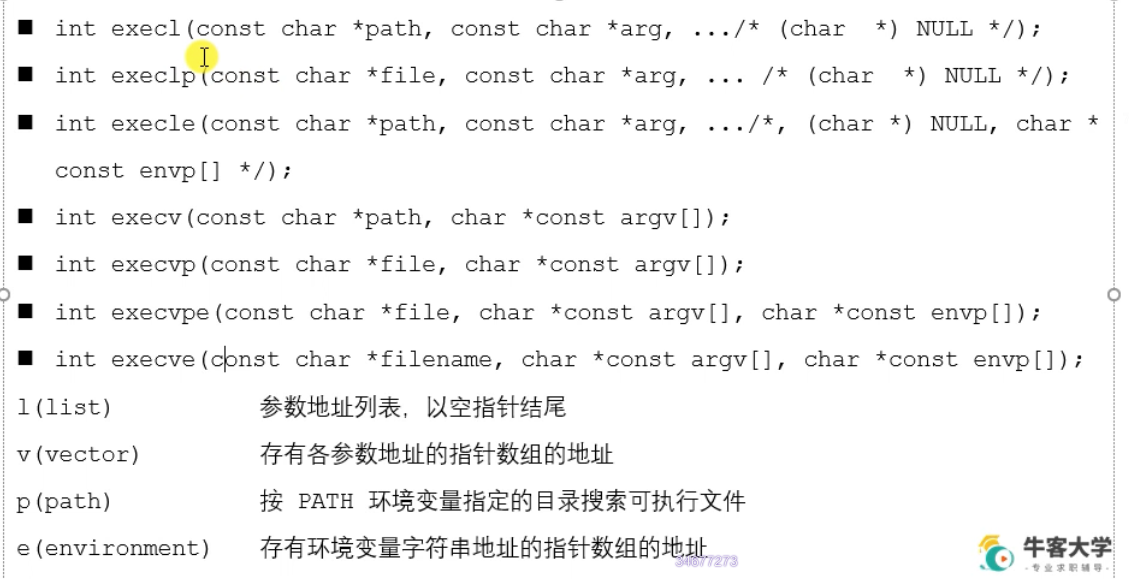 ■ int execl(const char *path, const char *arg, .../* (char  *) NULL */);
■ int execlp(const char *file, const char *arg, ... /* (char  *) NULL */);
■ int execle(const char *path, const char *arg, .../*, (char *) NULL, char *
const envp[] */);
■ int execv(const char *path, char *const argv[]);
■ int execvp(const char *file, char *const argv[]);
■ int execvpe(const char *file, char *const argv[], char *const envp[]);
■ int execve(const char *filename, char *const argv[], char *const envp[]);
l(list) 参数地址列表，以空指针结尾
v(vector) 存有各参数地址的指针数组的地址
p(path) 按 PATH 环境变量指定的目录搜索可执行文件
e(environment) 存有环境变量字符串地址的指针数组的地址
34877273
牛客大学
·专业求职辅导·